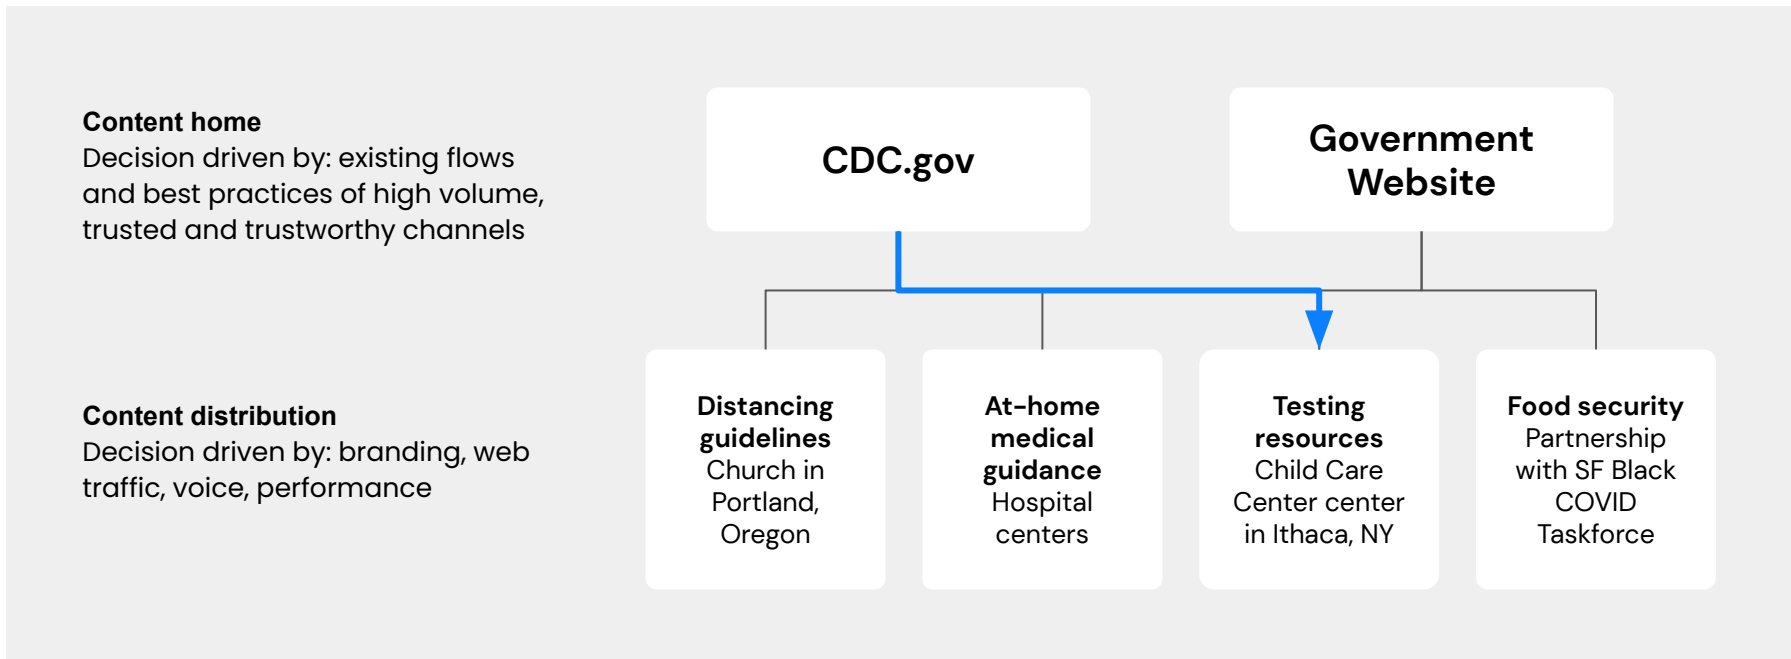 Content home
Decision driven by: existing flows
and best practices of high volume,
trusted and trustworthy channels
CDC.gov
Government
Website
Content distribution
Decision driven by: branding, web
traffic, voice, performance
Distancing
guidelines
Church in
Portland,
Oregon
At-home
medical
guidance
Hospital
centers
Testing
resources
Child Care
Center center
in Ithaca, NY
Food security
Partnership
with SF Black
COVID
Taskforce